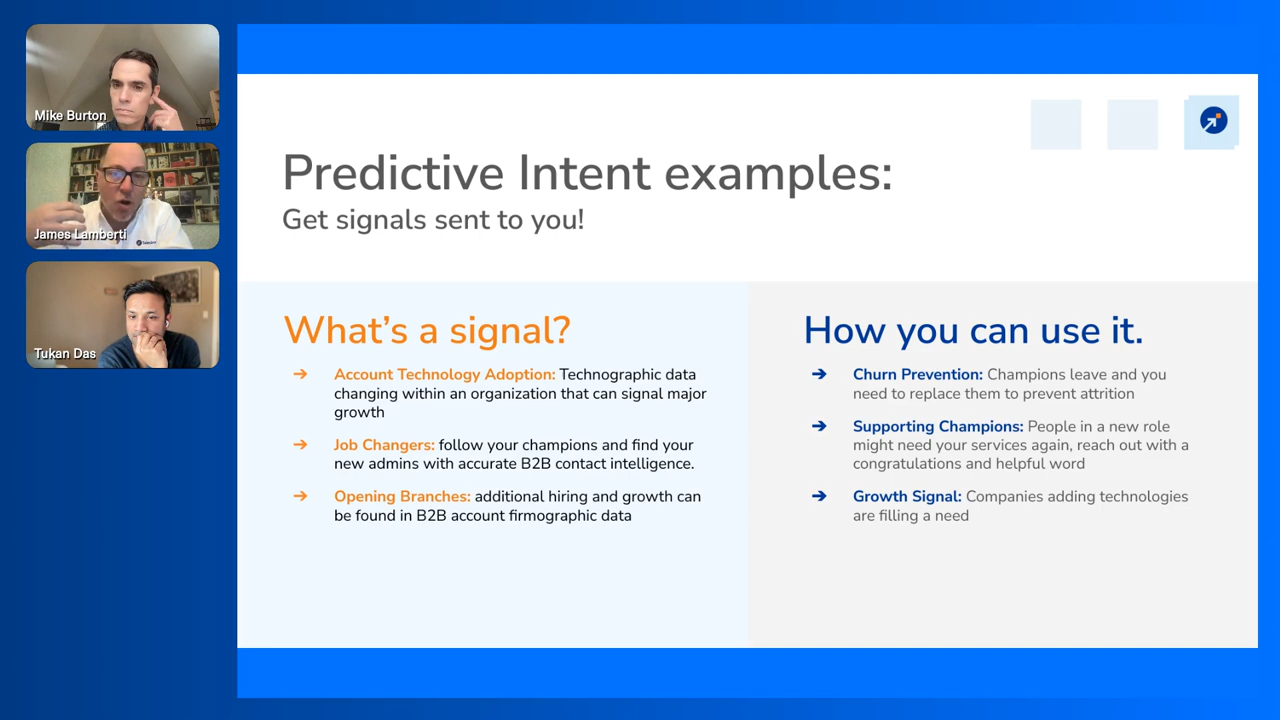 Mike Burton
James Lamberti
Tukan Das
Predictive Intent examples:
Get signals sent to you!
What's a signal?
➔ Account Technology Adoption: Technographic data
changing within an organization that can signal major
growth
➔ Job Changers: follow your champions and find your
new admins with accurate B2B contact intelligence.
➔ Opening Branches: additional hiring and growth can
be found in B2B account firmographic data
How you can use it.
➔ Churn Prevention: Champions leave and you
need to replace them to prevent attrition
➔ Supporting Champions: People in a new role
might need your services again, reach out with a
congratulations and helpful word
➔ Growth Signal: Companies adding technologies
are filling a need